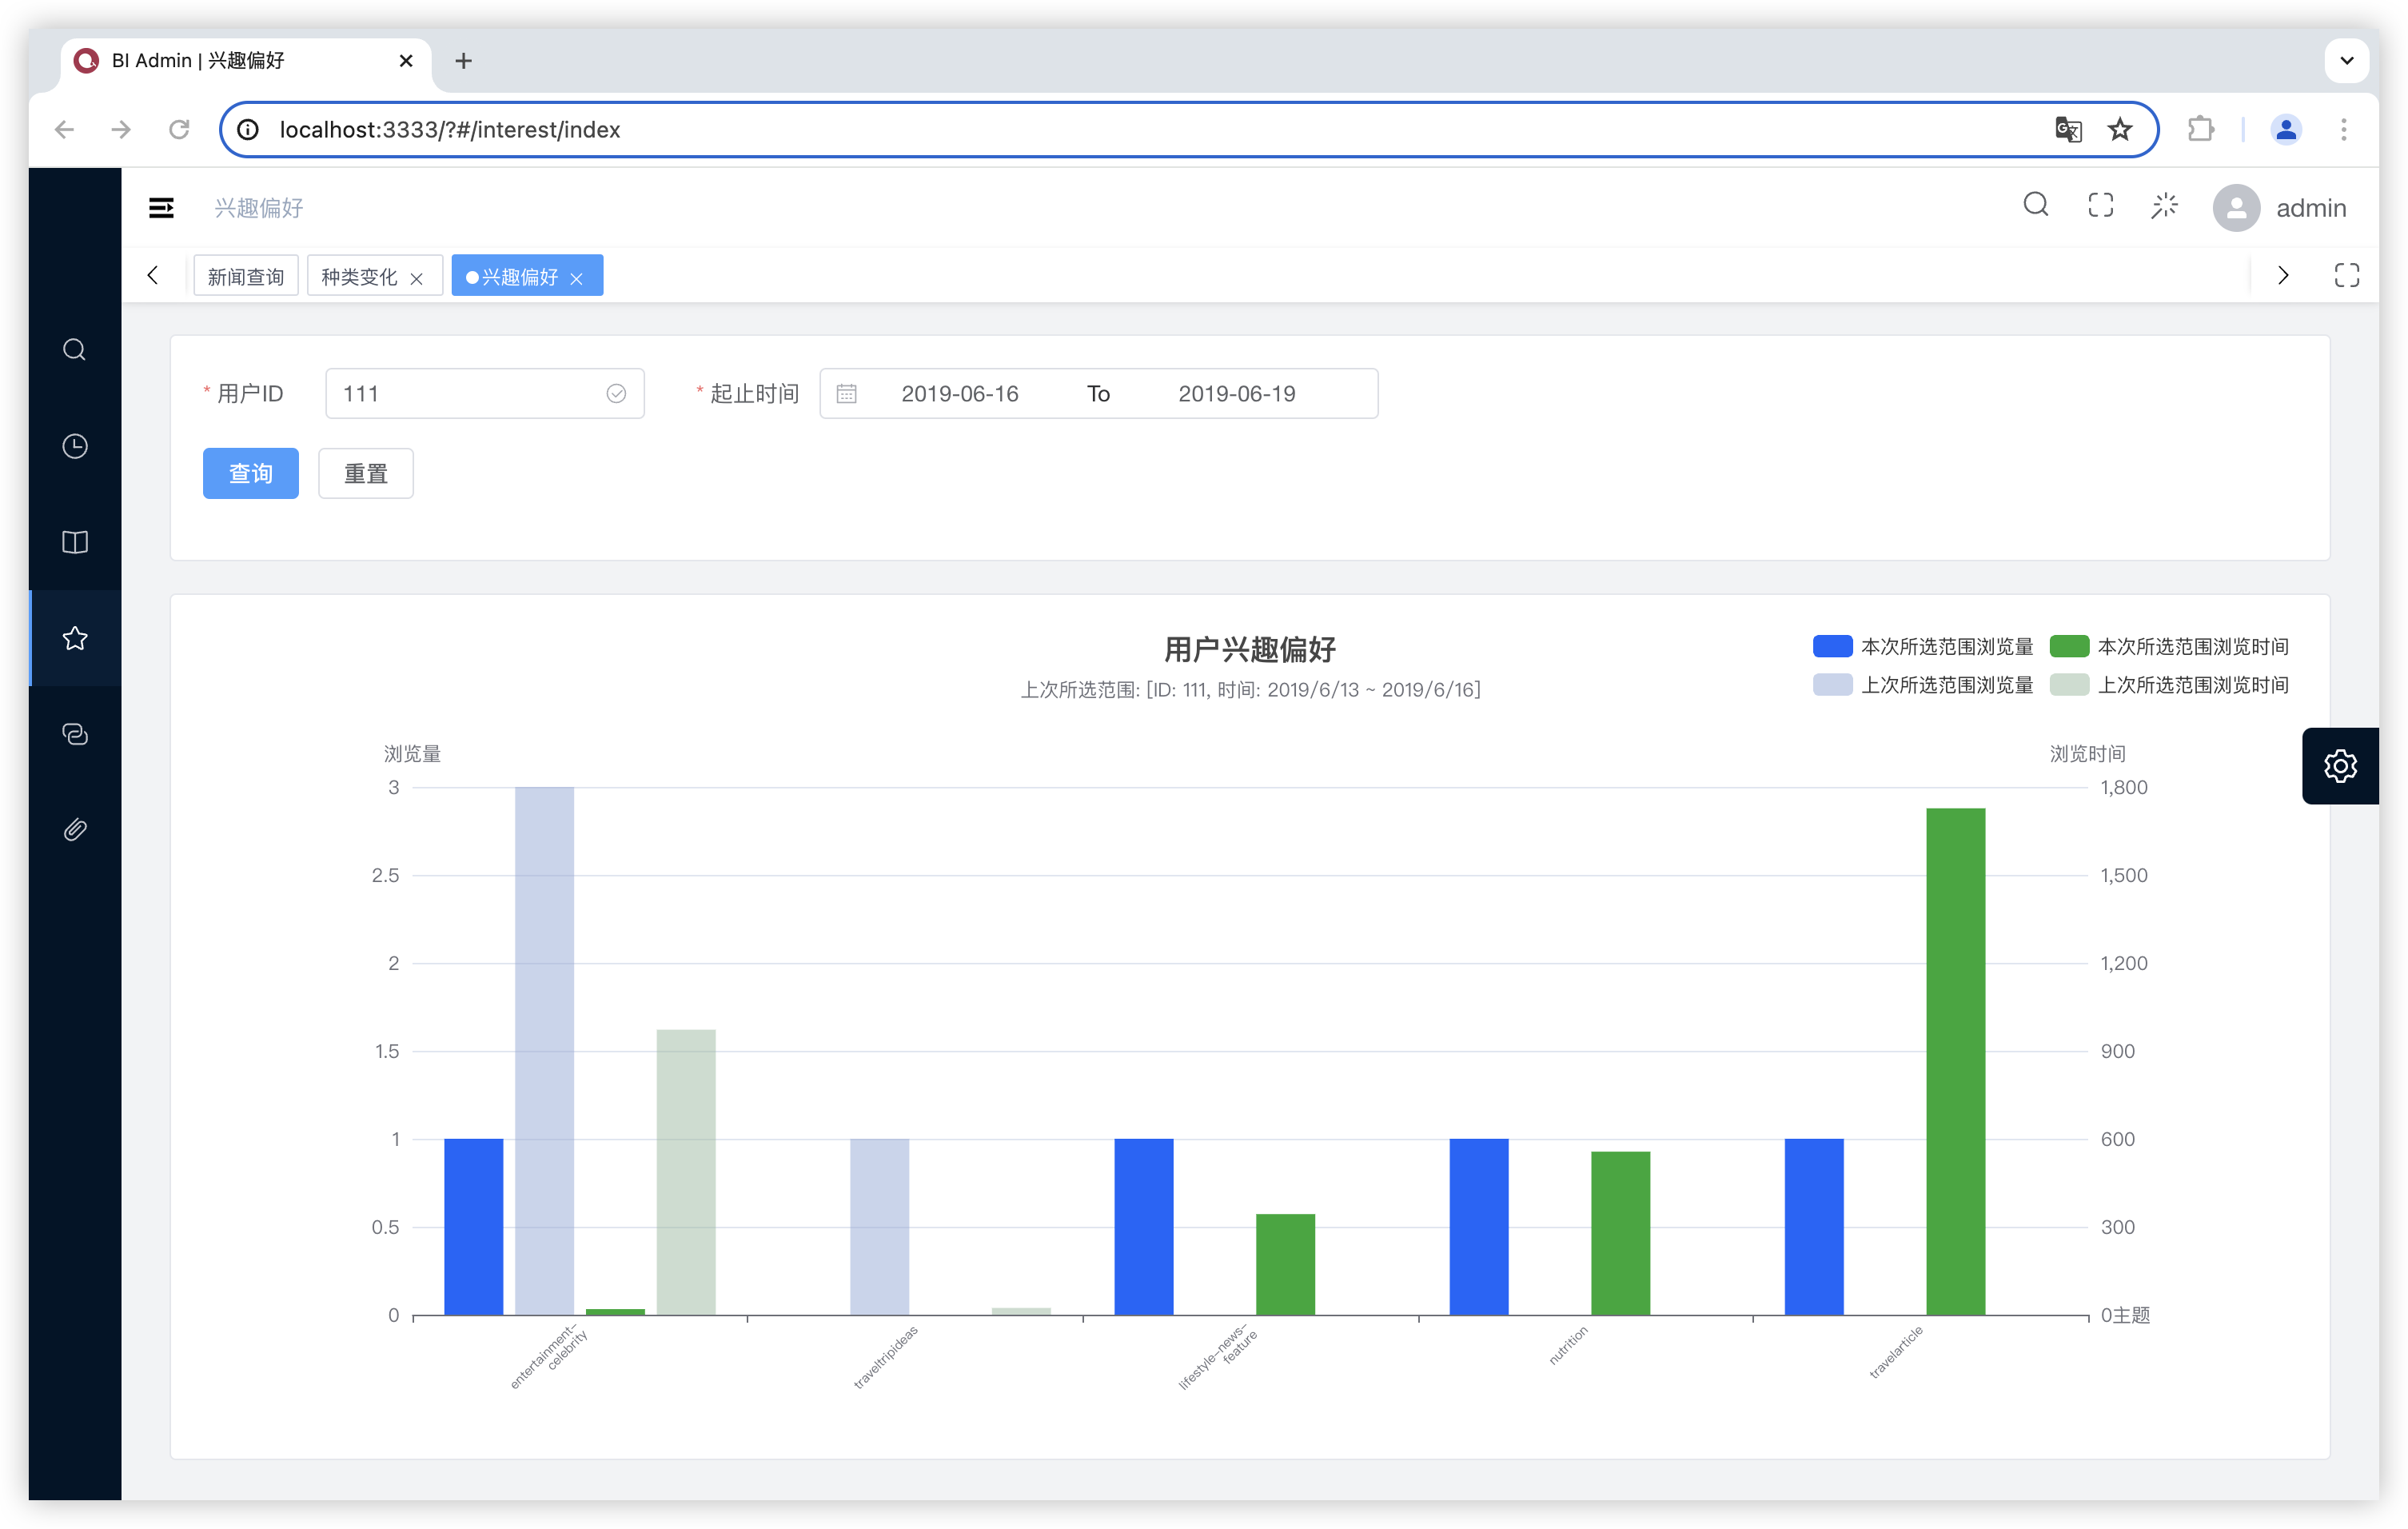 BI Admin | 兴趣偏好
localhost:3333/?#/interest/index
兴趣偏好
admin
新闻查询 种类变化 兴趣偏好
* 用户ID 111 * 起止时间 2019-06-16 To 2019-06-19
查询 重置
用户兴趣偏好
上次所选范围: [ID: 111, 时间: 2019/6/13 ~ 2019/6/16]
本次所选范围浏览量 本次所选范围浏览时间
上次所选范围浏览量 上次所选范围浏览时间
浏览量 浏览时间
3 1,800
2.5 1,500
2 1,200
1.5 900
1 600
0.5 300
0 0主题
entertainment-
celebrity
traveltripideas
lifestyle-news-
feature
nutrition
travelarticle